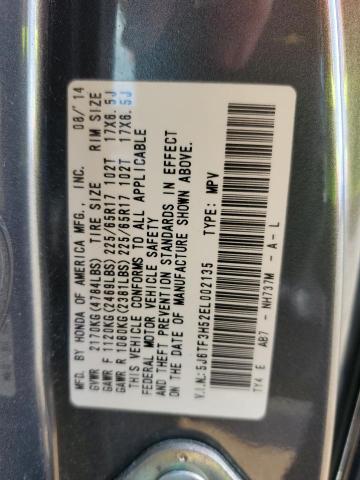 MFD. BY HONDA OF AMERICA MFG., INC. 08/'14
GVWR 2170KG(4784LBS) TIRE SIZE RIM SIZE
GAWR F 1120KG(2469LBS) 225/65R17 102T 17X6.5J
GAWR R 1080KG(2381LBS) 225/65R17 102T 17X6.5J
THIS VEHICLE CONFORMS TO ALL APPLICABLE
FEDERAL MOTOR VEHICLE SAFETY
AND THEFT PREVENTION STANDARDS IN EFFECT
ON THE DATE OF MANUFACTURE SHOWN ABOVE.
V.I.N.: 5J6TF3H52EL002135 TYPE: MPV
TY4 E AB7 - NH737M - A - L